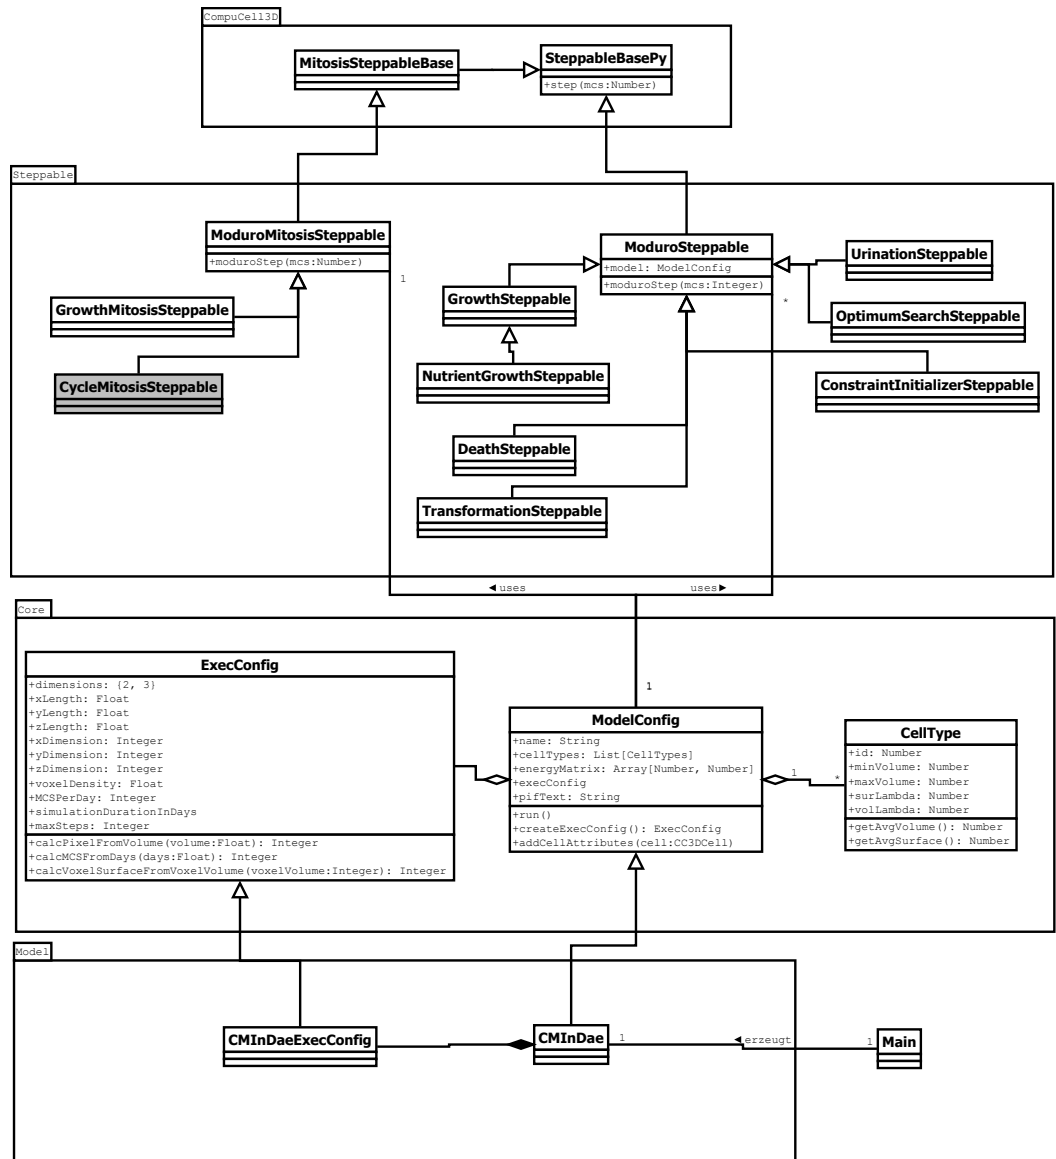 CompuCell3D
MitosisSteppableBase
SteppableBasePy
+step(mcs:Number)
Steppable
ModuroMitosisSteppable
+moduroStep(mcs:Number)
1
ModuroSteppable
+model: ModelConfig
+moduroStep(mcs:Integer)
*
UrinationSteppable
GrowthMitosisSteppable
GrowthSteppable
OptimumSearchSteppable
CycleMitosisSteppable
NutrientGrowthSteppable
ConstraintInitializerSteppable
DeathSteppable
TransformationSteppable
◄ uses
uses ►
Core
ExecConfig
+dimensions: {2, 3}
+xLength: Float
+yLength: Float
+zLength: Float
+xDimension: Integer
+yDimension: Integer
+zDimension: Integer
+voxelDensity: Float
+MCSPerDay: Integer
+simulationDurationInDays
+maxSteps: Integer
+calcPixelFromVolume(volume:Float): Integer
+calcMCSFromDays(days:Float): Integer
+calcVoxelSurfaceFromVoxelVolume(voxelVolume:Integer): Integer
1
ModelConfig
+name: String
+cellTypes: List[CellTypes]
+energyMatrix: Array[Number, Number]
+execConfig
+pifText: String
+run()
+createExecConfig(): ExecConfig
+addCellAttributes(cell:CC3DCell)
1
*
CellType
+id: Number
+minVolume: Number
+maxVolume: Number
+surLambda: Number
+volLambda: Number
+getAvgVolume(): Number
+getAvgSurface(): Number
Model
CMInDaeExecConfig
CMInDae
1
◄ erzeugt
1
Main